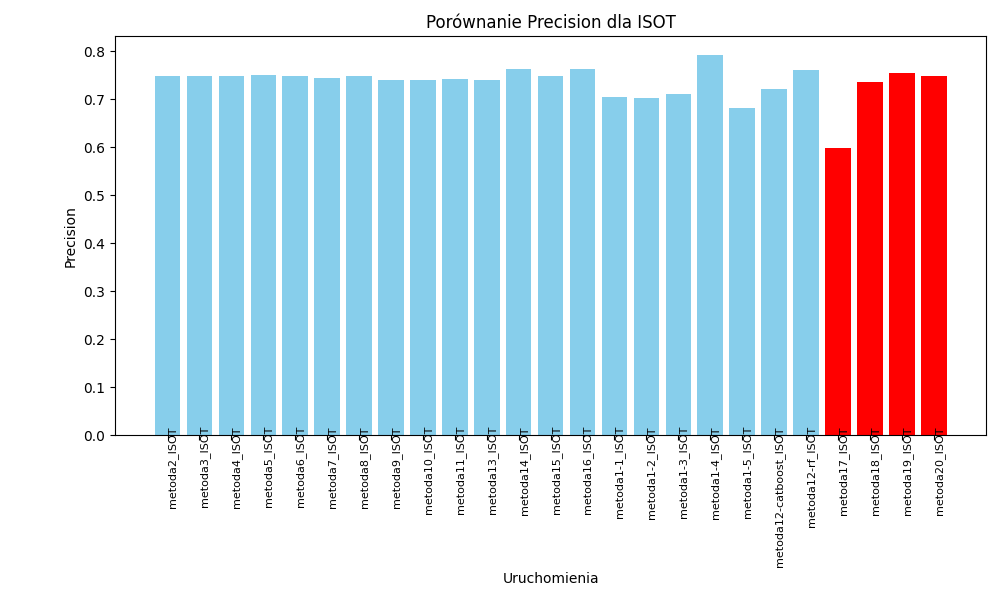 Porównanie Precision dla ISOT
Precision
0.8
0.7
0.6
0.5
0.4
0.3
0.2
0.1
0.0
metoda2_ISOT
metoda3_ISOT
metoda4_ISOT
metoda5_ISOT
metoda6_ISOT
metoda7_ISOT
metoda8_ISOT
metoda9_ISOT
metoda10_ISOT
metoda11_ISOT
metoda13_ISOT
metoda14_ISOT
metoda15_ISOT
metoda16_ISOT
metoda1-1_ISOT
metoda1-2_ISOT
metoda1-3_ISOT
metoda1-4_ISOT
metoda1-5_ISOT
metoda12-catboost_ISOT
metoda12-rf_ISOT
metoda17_ISOT
metoda18_ISOT
metoda19_ISOT
metoda20_ISOT
Uruchomienia